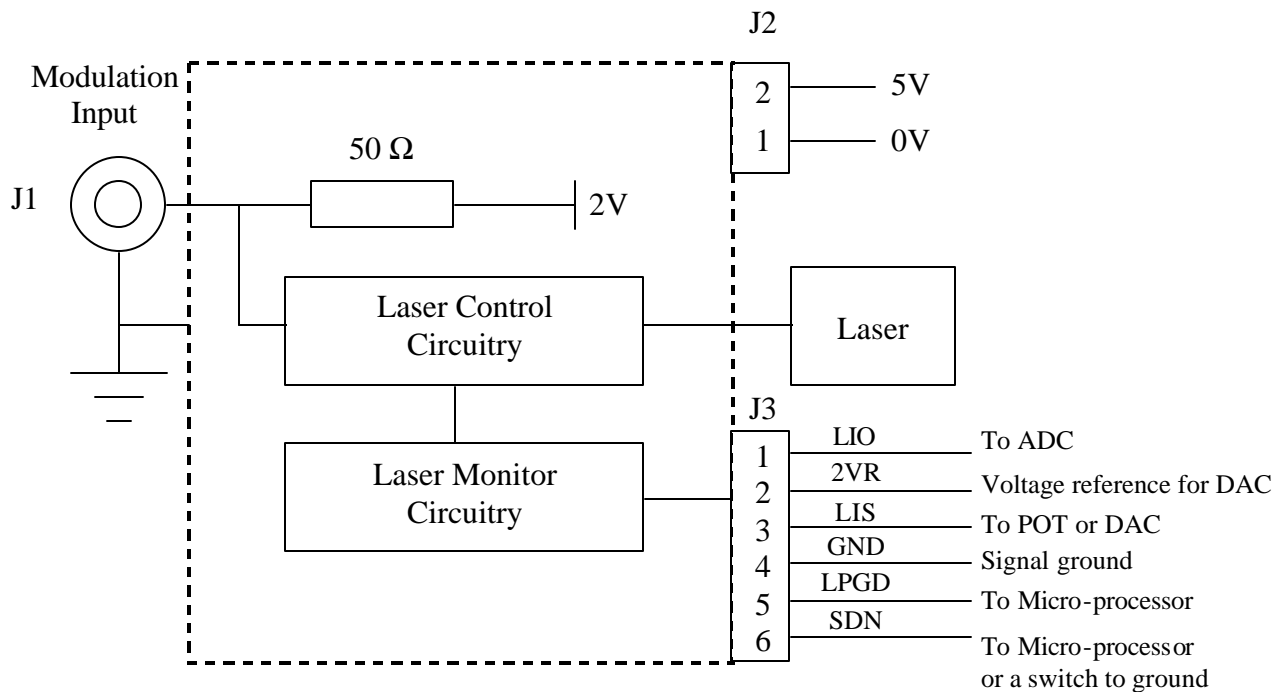 J2
Modulation
Input
2
5V
1
0V
50 Ω
J1
2V
Laser Control
Circuitry
Laser
J3
Laser Monitor
Circuitry
1
LIO
To ADC
2
2VR
Voltage reference for DAC
3
LIS
To POT or DAC
4
GND
Signal ground
5
LPGD
To Micro-processor
6
SDN
To Micro-processor
or a switch to ground